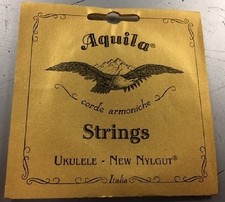 Aquila®
corde armoniche
Strings
UKULELE - NEW NYLGUT®
Italia